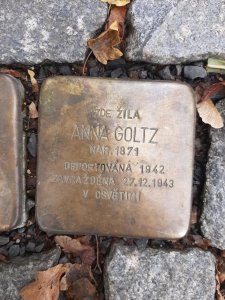 ZDE ŽILA
ANNA GOLTZ
NAR. 1871
DEPORTOVÁNA 1942
ZAVRAŽDĚNA 27.12.1943
V OSVĚTIMI